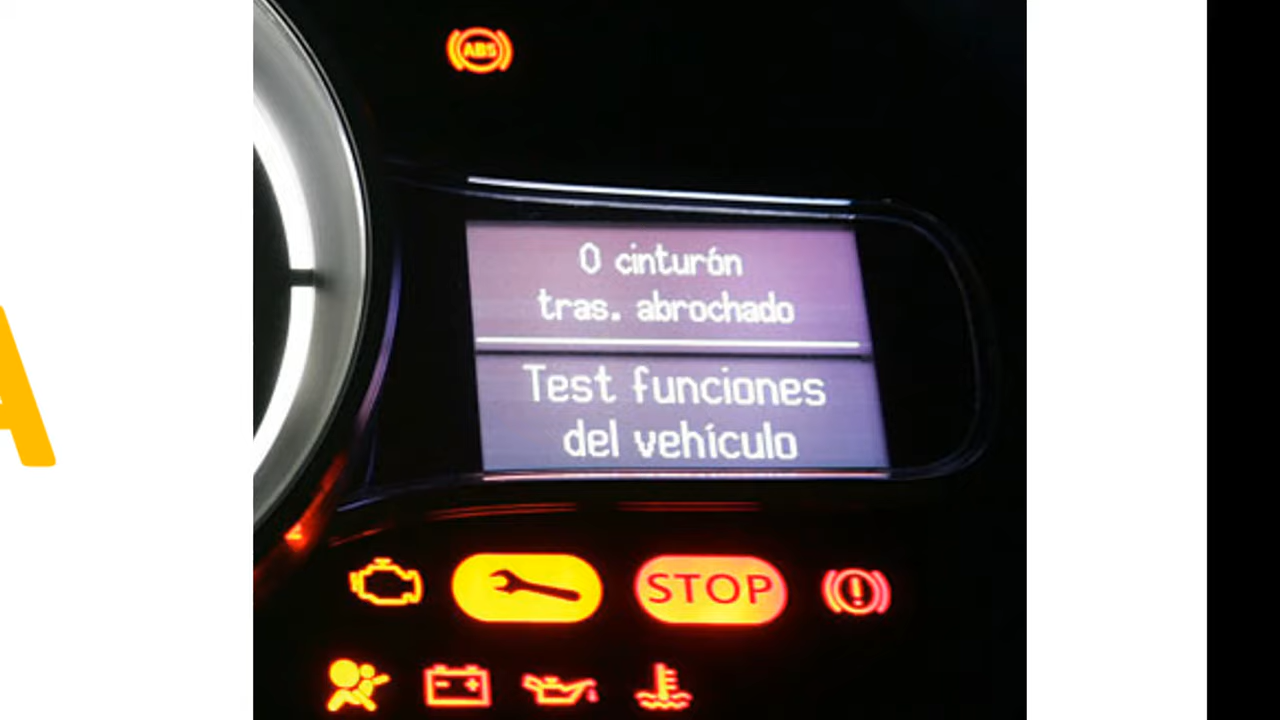 ABS
0 cinturón
tras. abrochado
Test funciones
del vehículo
STOP
A